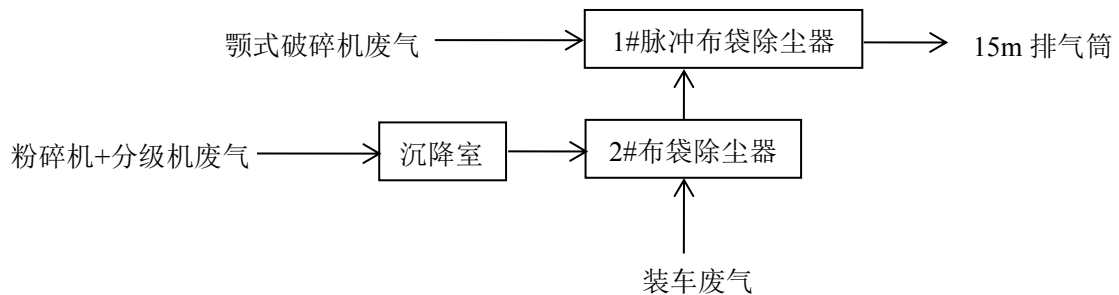 颚式破碎机废气
1#脉冲布袋除尘器
15m 排气筒
粉碎机+分级机废气
沉降室
2#布袋除尘器
装车废气